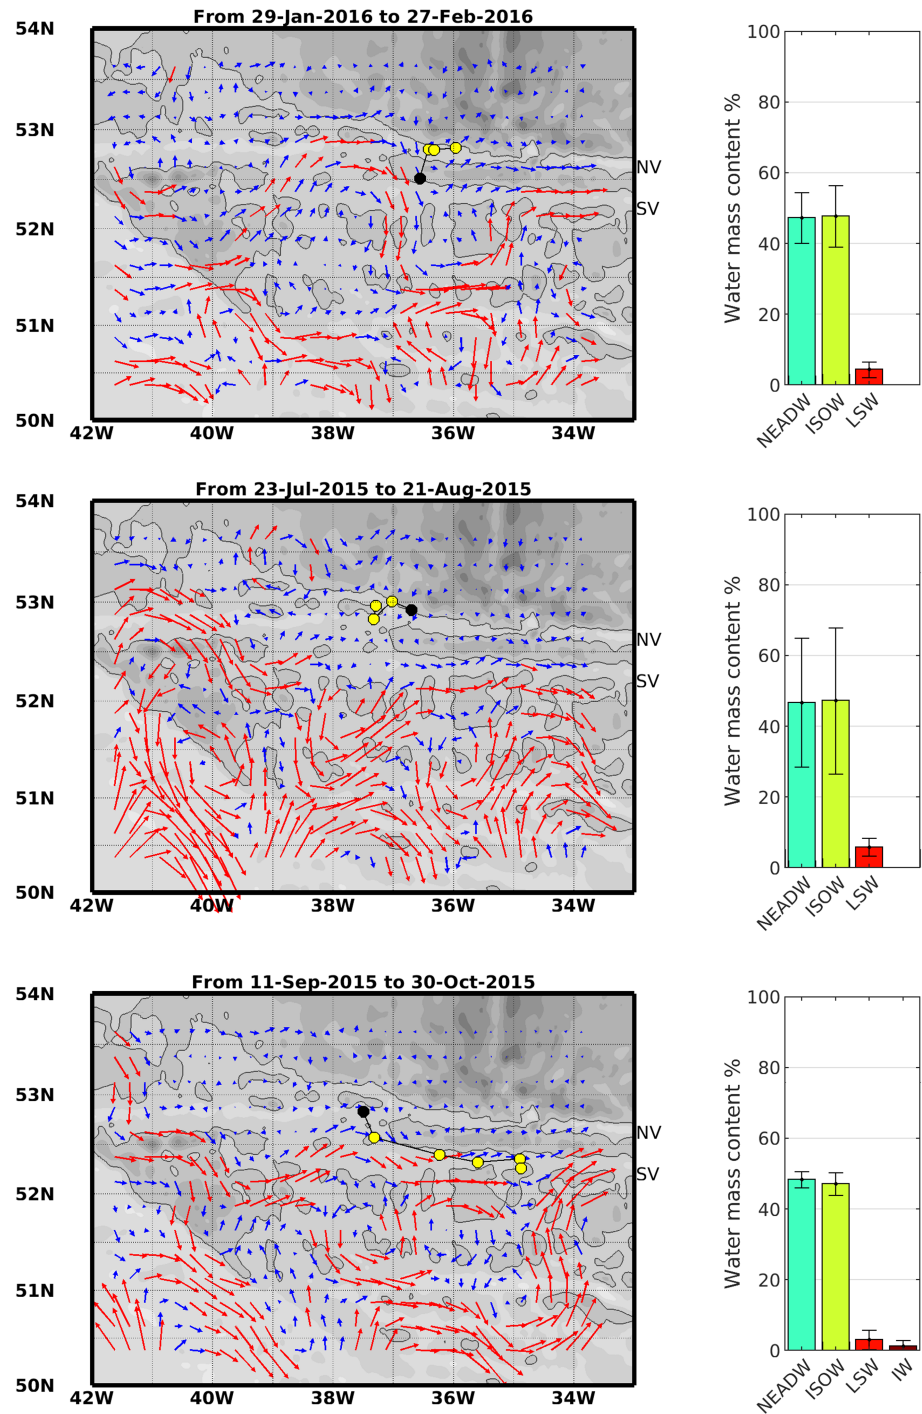 From 29-Jan-2016 to 27-Feb-2016
54N
53N
52N
51N
50N
42W 40W 38W 36W 34W
NV
SV
Water mass content %
100
80
60
40
20
0
NEADW
ISOW
LSW
From 23-Jul-2015 to 21-Aug-2015
54N
53N
52N
51N
50N
42W 40W 38W 36W 34W
NV
SV
Water mass content %
100
80
60
40
20
0
NEADW
ISOW
LSW
From 11-Sep-2015 to 30-Oct-2015
54N
53N
52N
51N
50N
42W 40W 38W 36W 34W
NV
SV
Water mass content %
100
80
60
40
20
0
NEADW
ISOW
LSW
IW